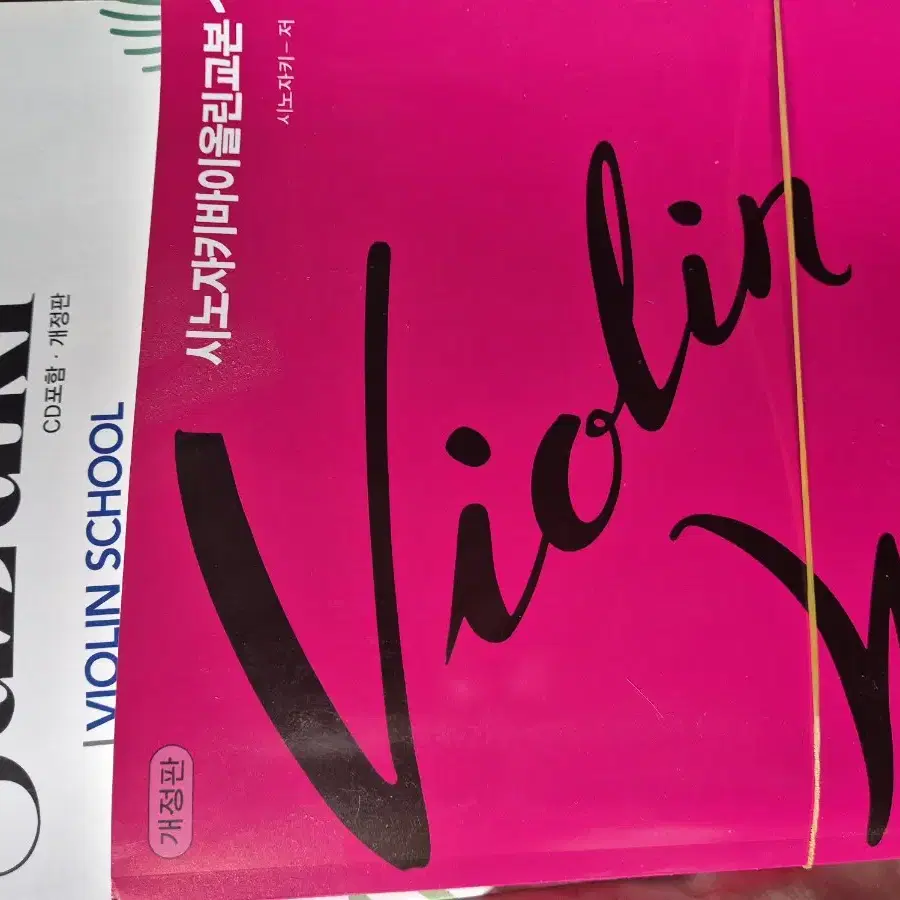 CD포함 · 개정판
VIOLIN SCHOOL
시노자키바이올린교본
시노자키 - 저
Violin
개정판